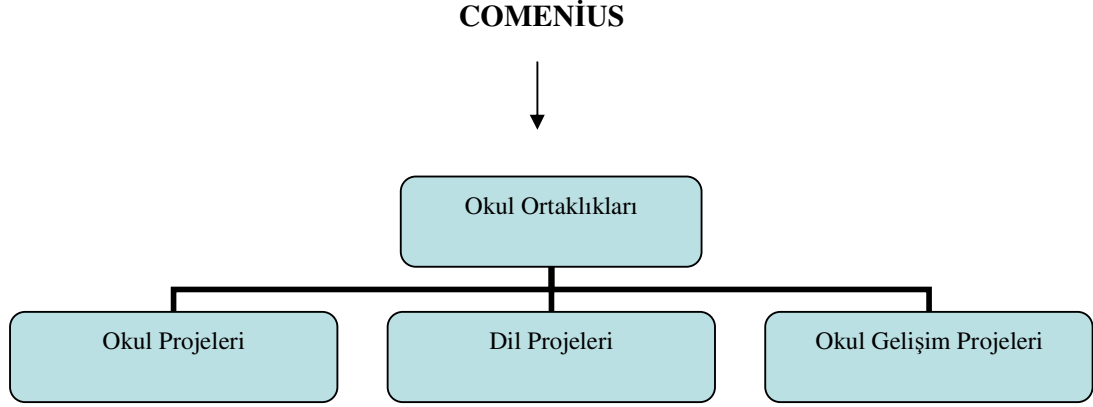 COMENİUS
Okul Ortaklıkları
Okul Projeleri
Dil Projeleri
Okul Gelişim Projeleri